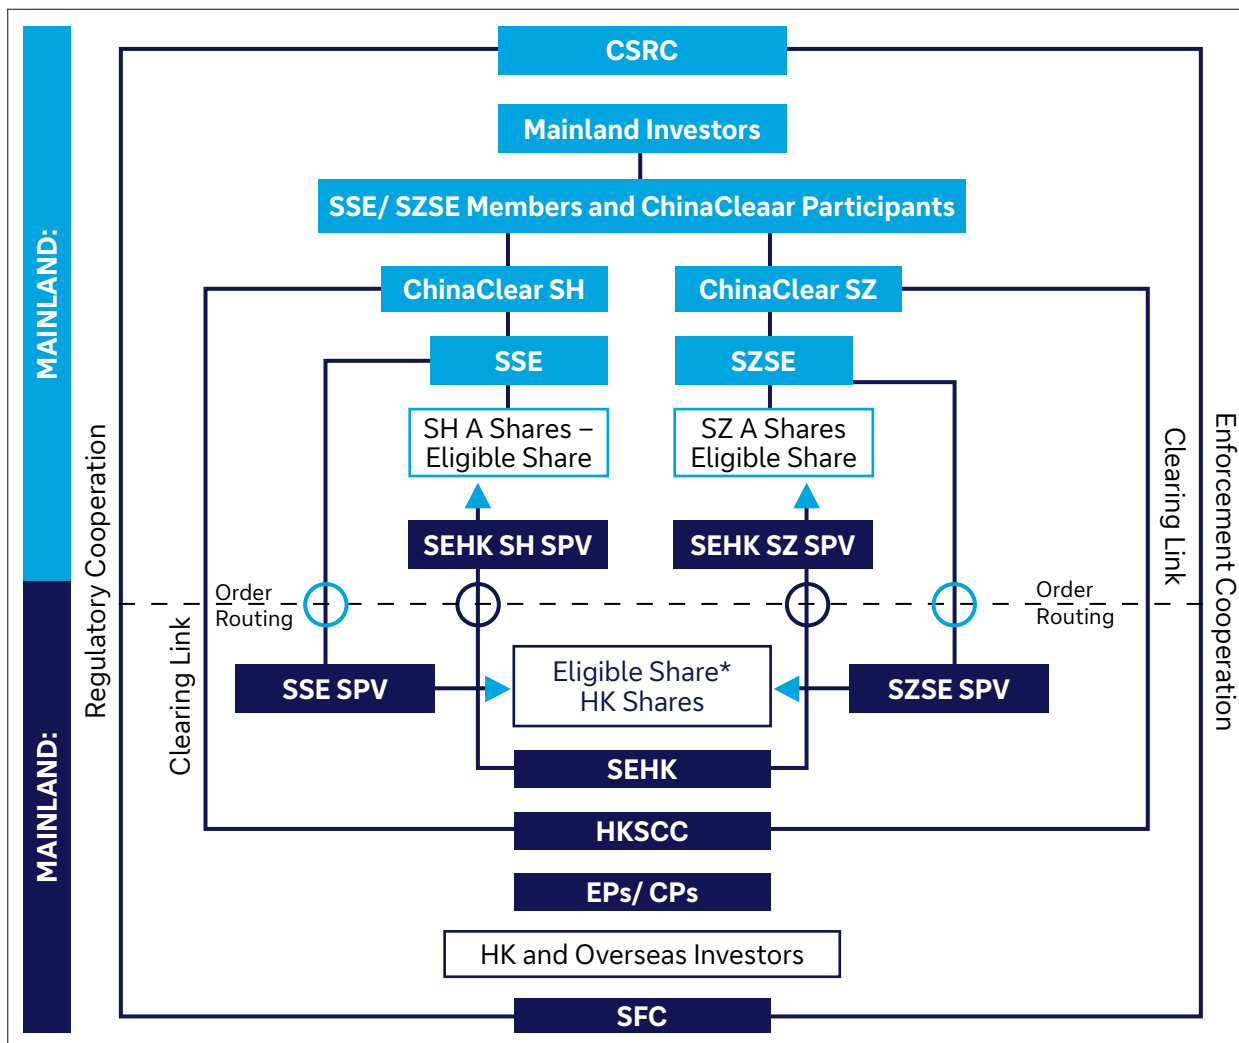 CSRC
Mainland Investors
SSE/ SZSE Members and ChinaCleaar Participants
MAINLAND:
ChinaClear SH
ChinaClear SZ
SSE
SZSE
SH A Shares –
Eligible Share
SZ A Shares
Eligible Share
Regulatory Cooperation
Clearing Link
Enforcement Cooperation
SEHK SH SPV
SEHK SZ SPV
Order
Routing
Order
Routing
MAINLAND:
Clearing Link
SSE SPV
Eligible Share*
HK Shares
SZSE SPV
SEHK
HKSCC
EPs/ CPs
HK and Overseas Investors
SFC